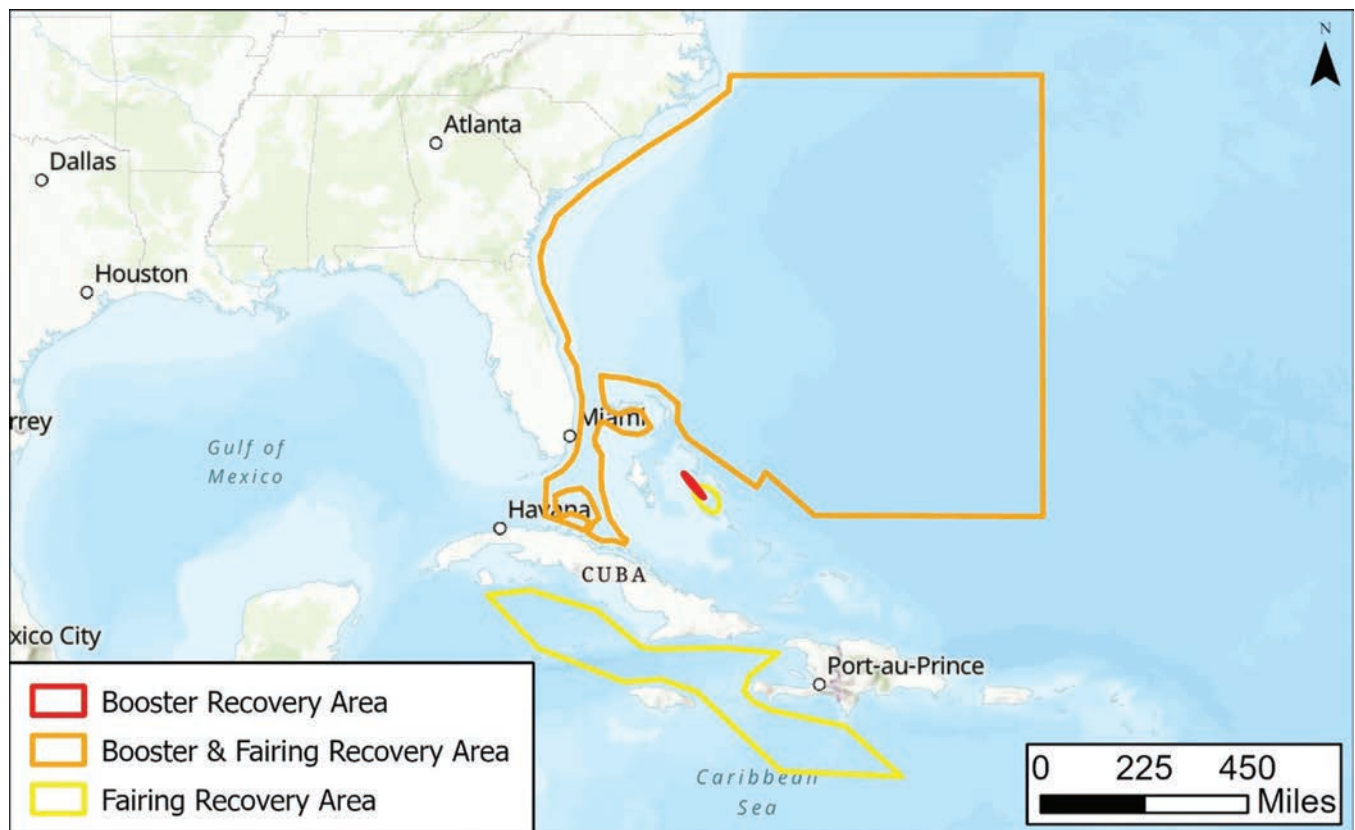 N
Atlanta
Dallas
Houston
Miami
rrey
Gulf of
Mexico
Havana
CUBA
xico City
Port-au-Prince
Booster Recovery Area
Booster & Fairing Recovery Area
Fairing Recovery Area
Caribbean
Sea
0 225 450
Miles